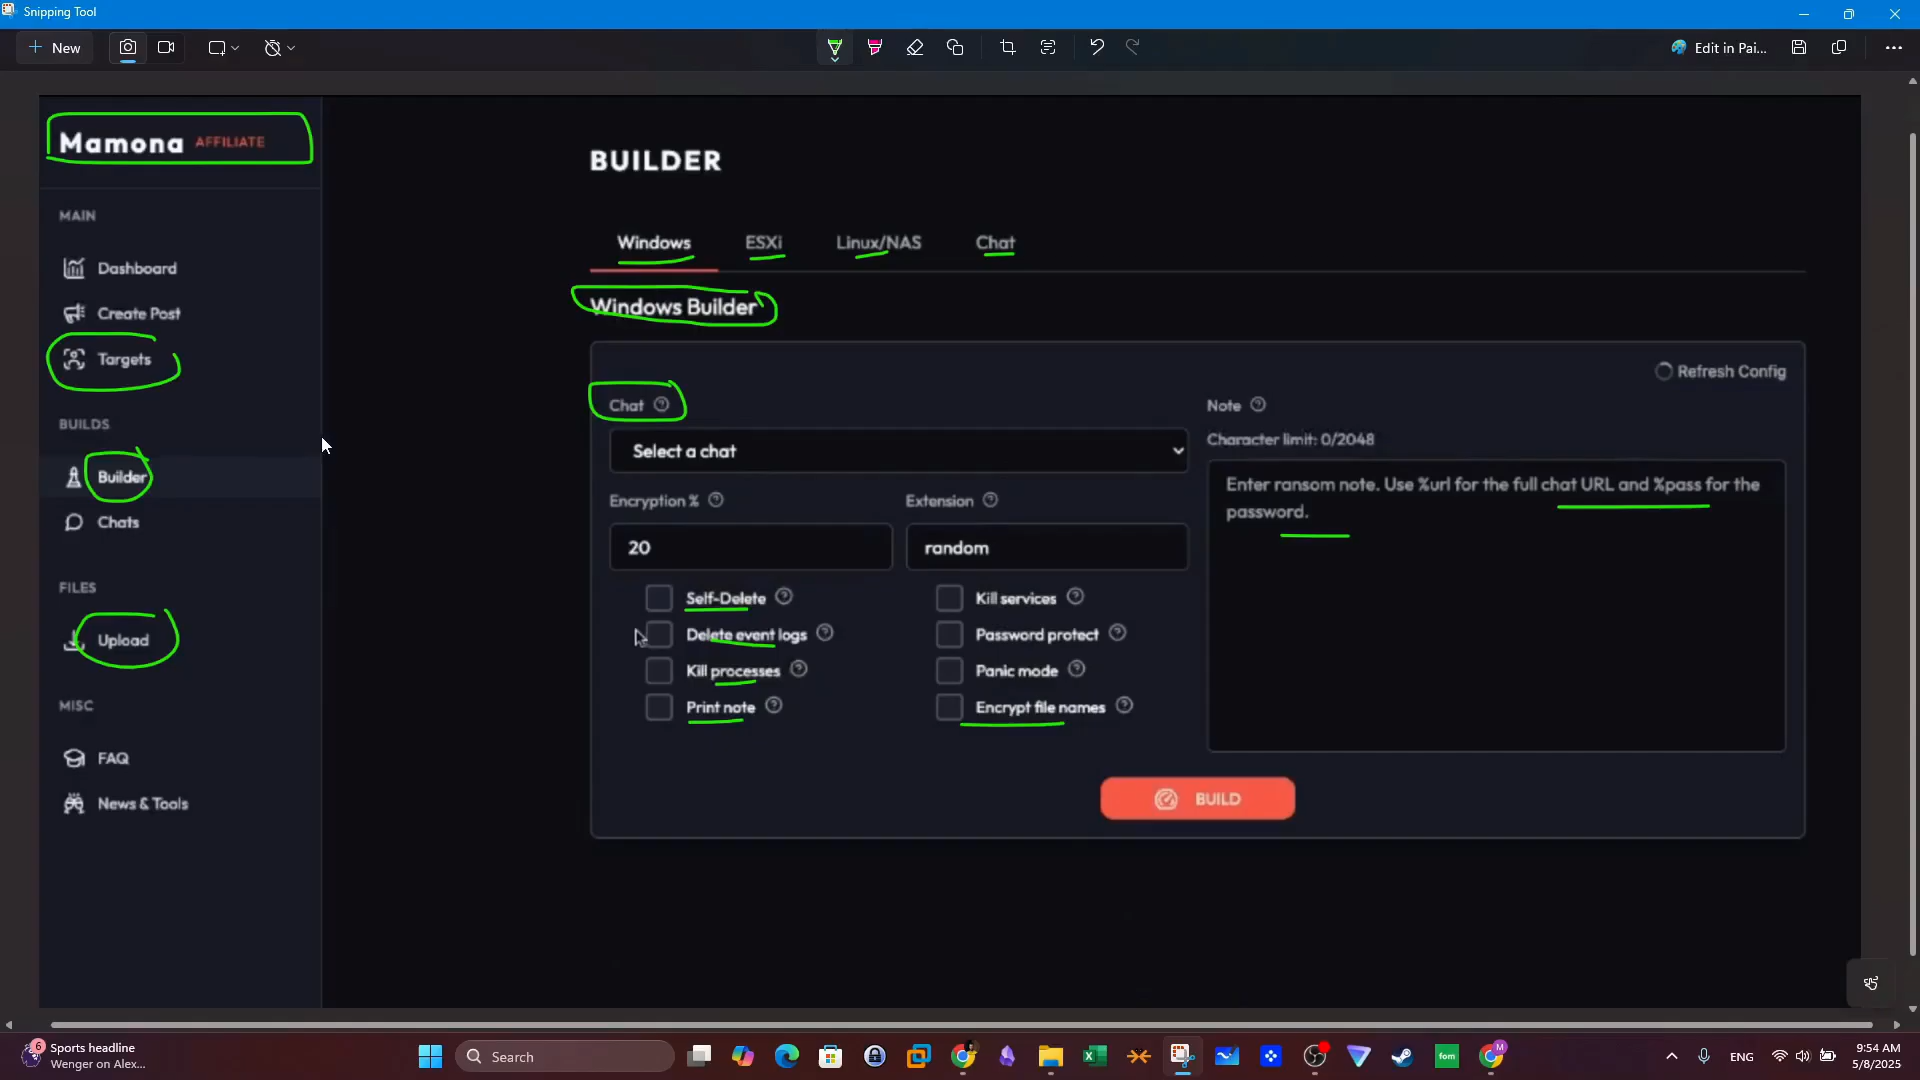 Snipping Tool
New
Edit in Pai...
Mamona AFFILIATE
MAIN
Dashboard
Create Post
Targets
BUILDS
Builder
Chats
FILES
Upload
MISC
FAQ
News & Tools
BUILDER
Windows ESXi Linux/NAS Chat
Windows Builder
Refresh Config
Chat
Select a chat
Encryption % Extension
20 random
Self-Delete Kill services
Delete event logs Password protect
Kill processes Panic mode
Print note Encrypt file names
Note
Character limit: 0/2048
Enter ransom note. Use %url for the full chat URL and %pass for the
password.
BUILD
6
Sports headline
Wenger on Alex...
Search
fom
M
ENG
9:54 AM
5/8/2025